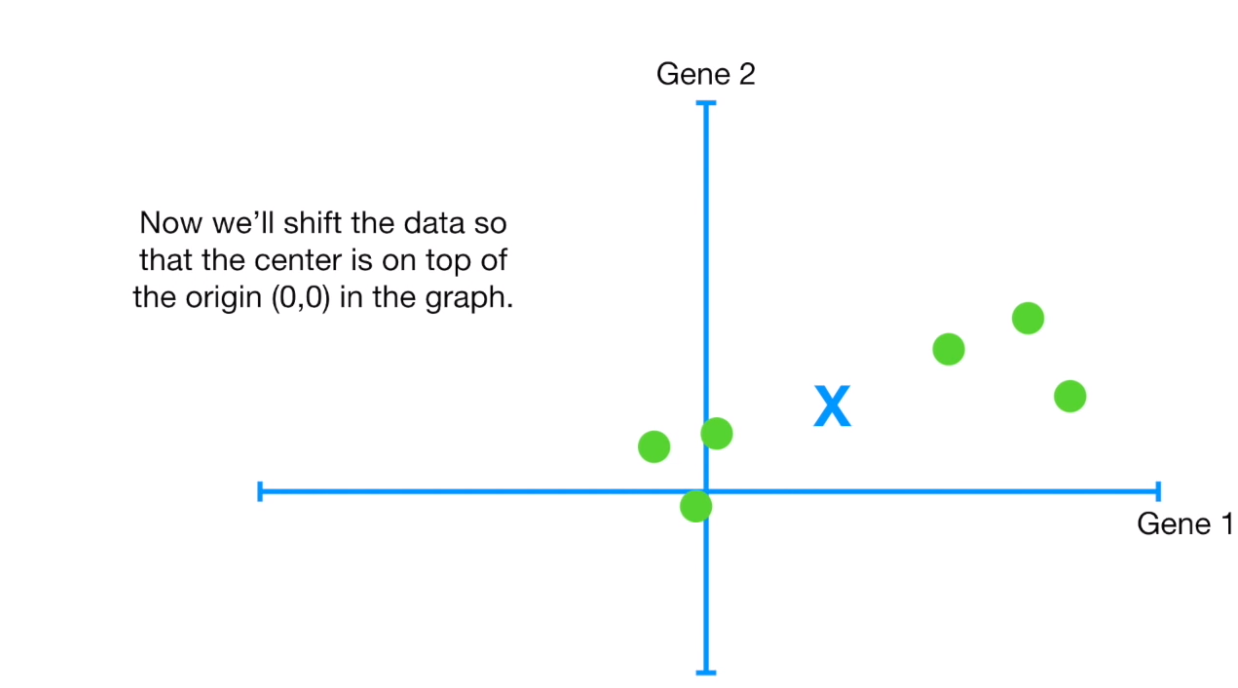 Gene 2
Now we’ll shift the data so
that the center is on top of
the origin (0,0) in the graph.
X
Gene 1